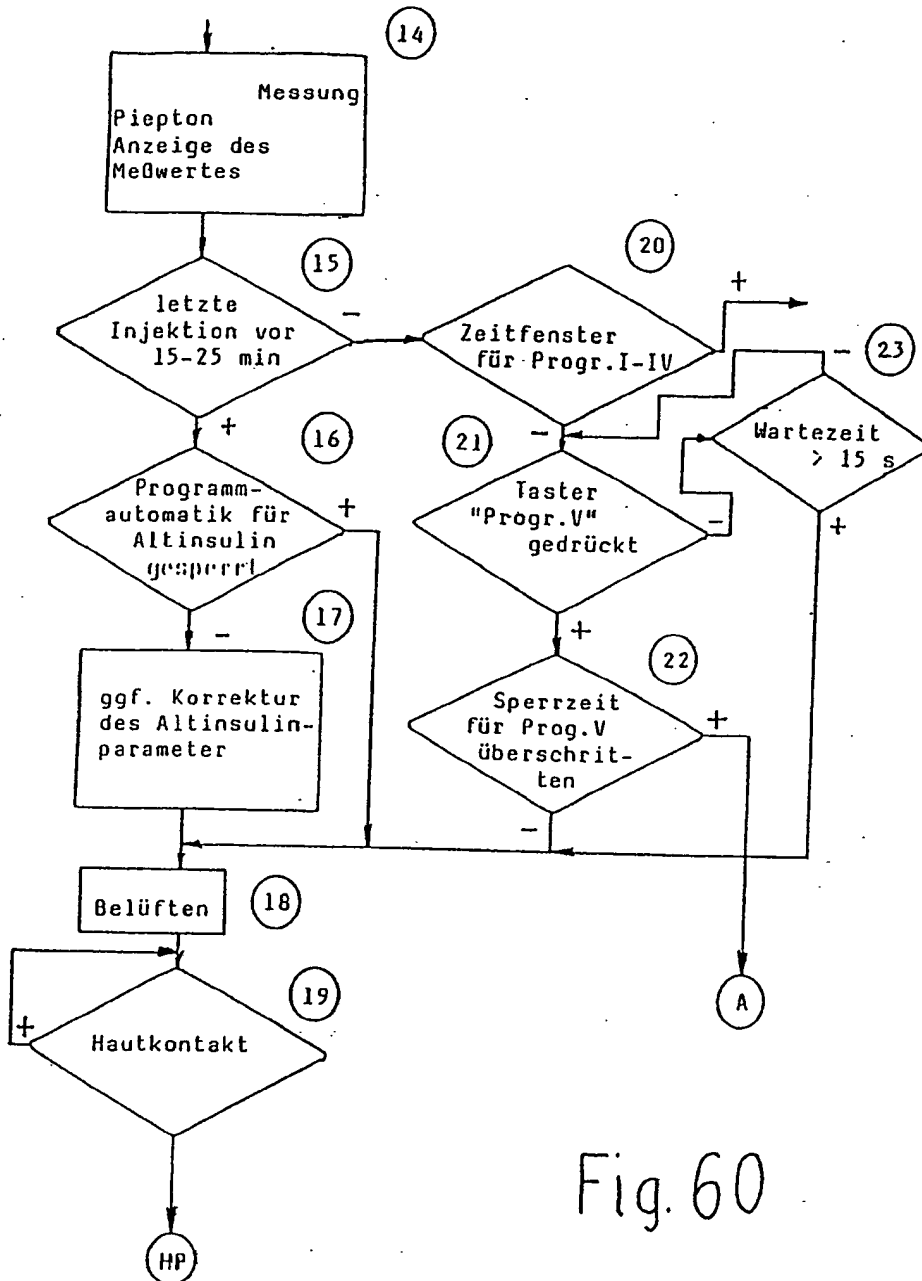 14
Messung
Piepton
Anzeige des
Meßwertes
15
letzte
Injektion vor
15-25 min
−
+
20
Zeitfenster
für Progr.I-IV
+
−
23
−
Wartezeit
> 15 s
+
16
Programm-
automatik für
Altinsulin
gesperrt
+
−
21
Taster
"Progr.V"
gedrückt
−
+
17
ggf. Korrektur
des Altinsulin-
parameter
22
Sperrzeit
für Prog.V
überschrit-
ten
+
−
Belüften
18
19
Hautkontakt
+
A
HP
Fig. 60